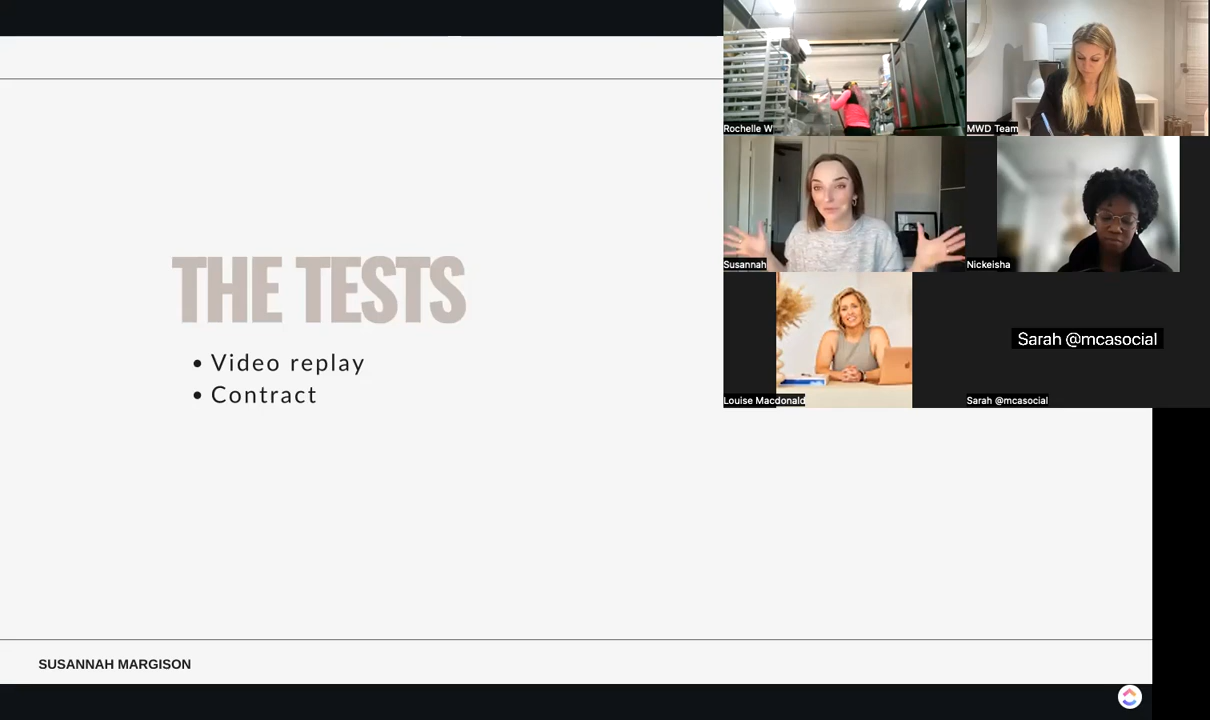 THE TESTS
• Video replay
• Contract
SUSANNAH MARGISON
Rochelle W
MWD Team
Susannah
Nickeisha
Louise Macdonald
Sarah @mcasocial
Sarah @mcasocial